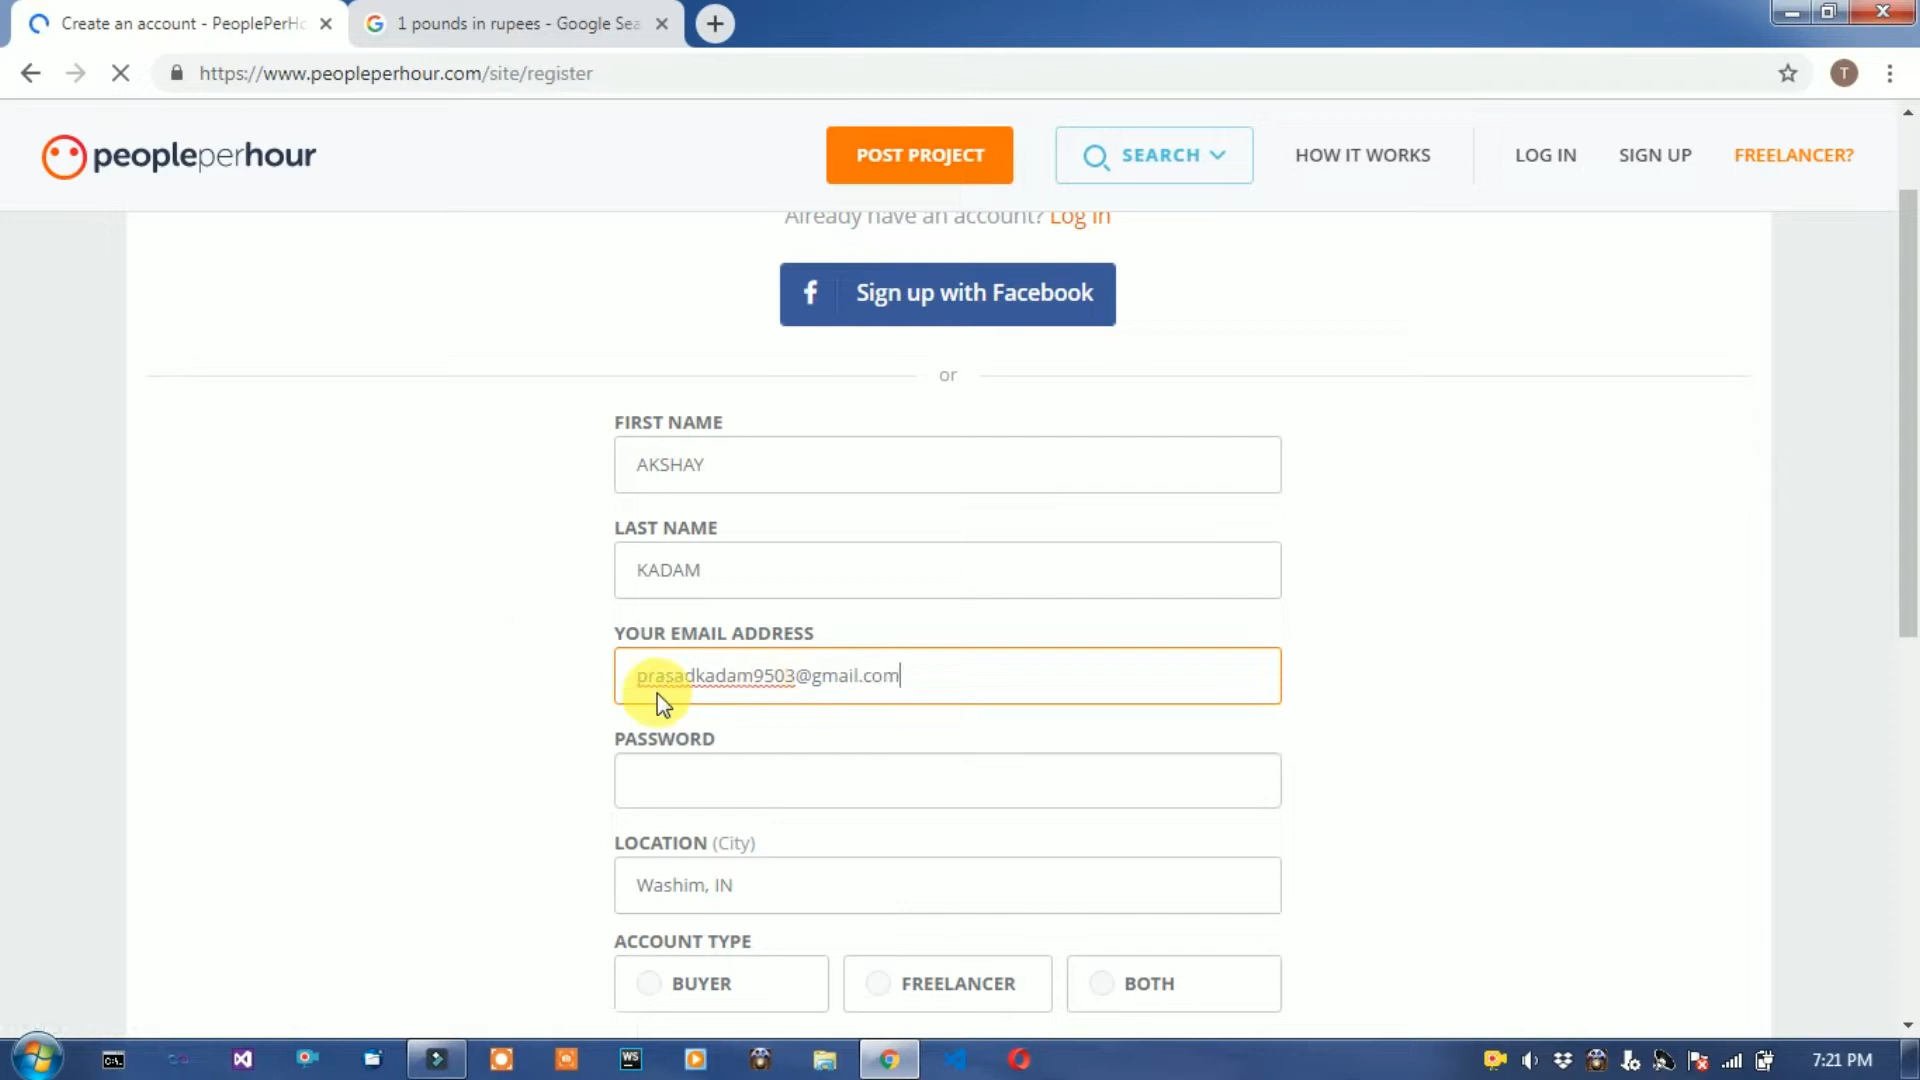 Create an account - PeoplePerHo
1 pounds in rupees - Google Sea
https://www.peopleperhour.com/site/register
T
peopleperhour
POST PROJECT
SEARCH
HOW IT WORKS
LOG IN
SIGN UP
FREELANCER?
Already have an account? Log in
f Sign up with Facebook
or
FIRST NAME
AKSHAY
LAST NAME
KADAM
YOUR EMAIL ADDRESS
prasadkadam9503@gmail.com
PASSWORD
LOCATION (City)
Washim, IN
ACCOUNT TYPE
BUYER
FREELANCER
BOTH
C:\.
WS
7:21 PM